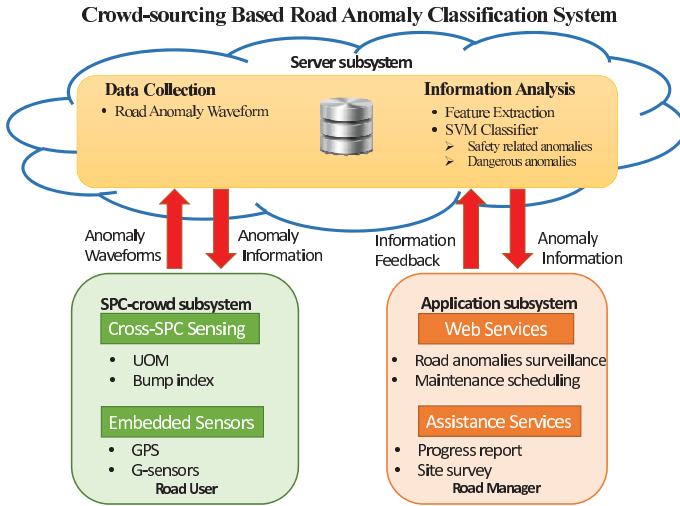 Crowd-sourcing Based Road Anomaly Classification System
Server subsystem
Data Collection
• Road Anomaly Waveform
Information Analysis
• Feature Extraction
• SVM Classifier
➢ Safety related anomalies
➢ Dangerous anomalies
Anomaly
Waveforms
Anomaly
Information
Information
Feedback
Anomaly
Information
SPC-crowd subsystem
Cross-SPC Sensing
• UOM
• Bump index
Embedded Sensors
• GPS
• G-sensors
Road User
Application subsystem
Web Services
• Road anomalies surveillance
• Maintenance scheduling
Assistance Services
• Progress report
• Site survey
Road Manager